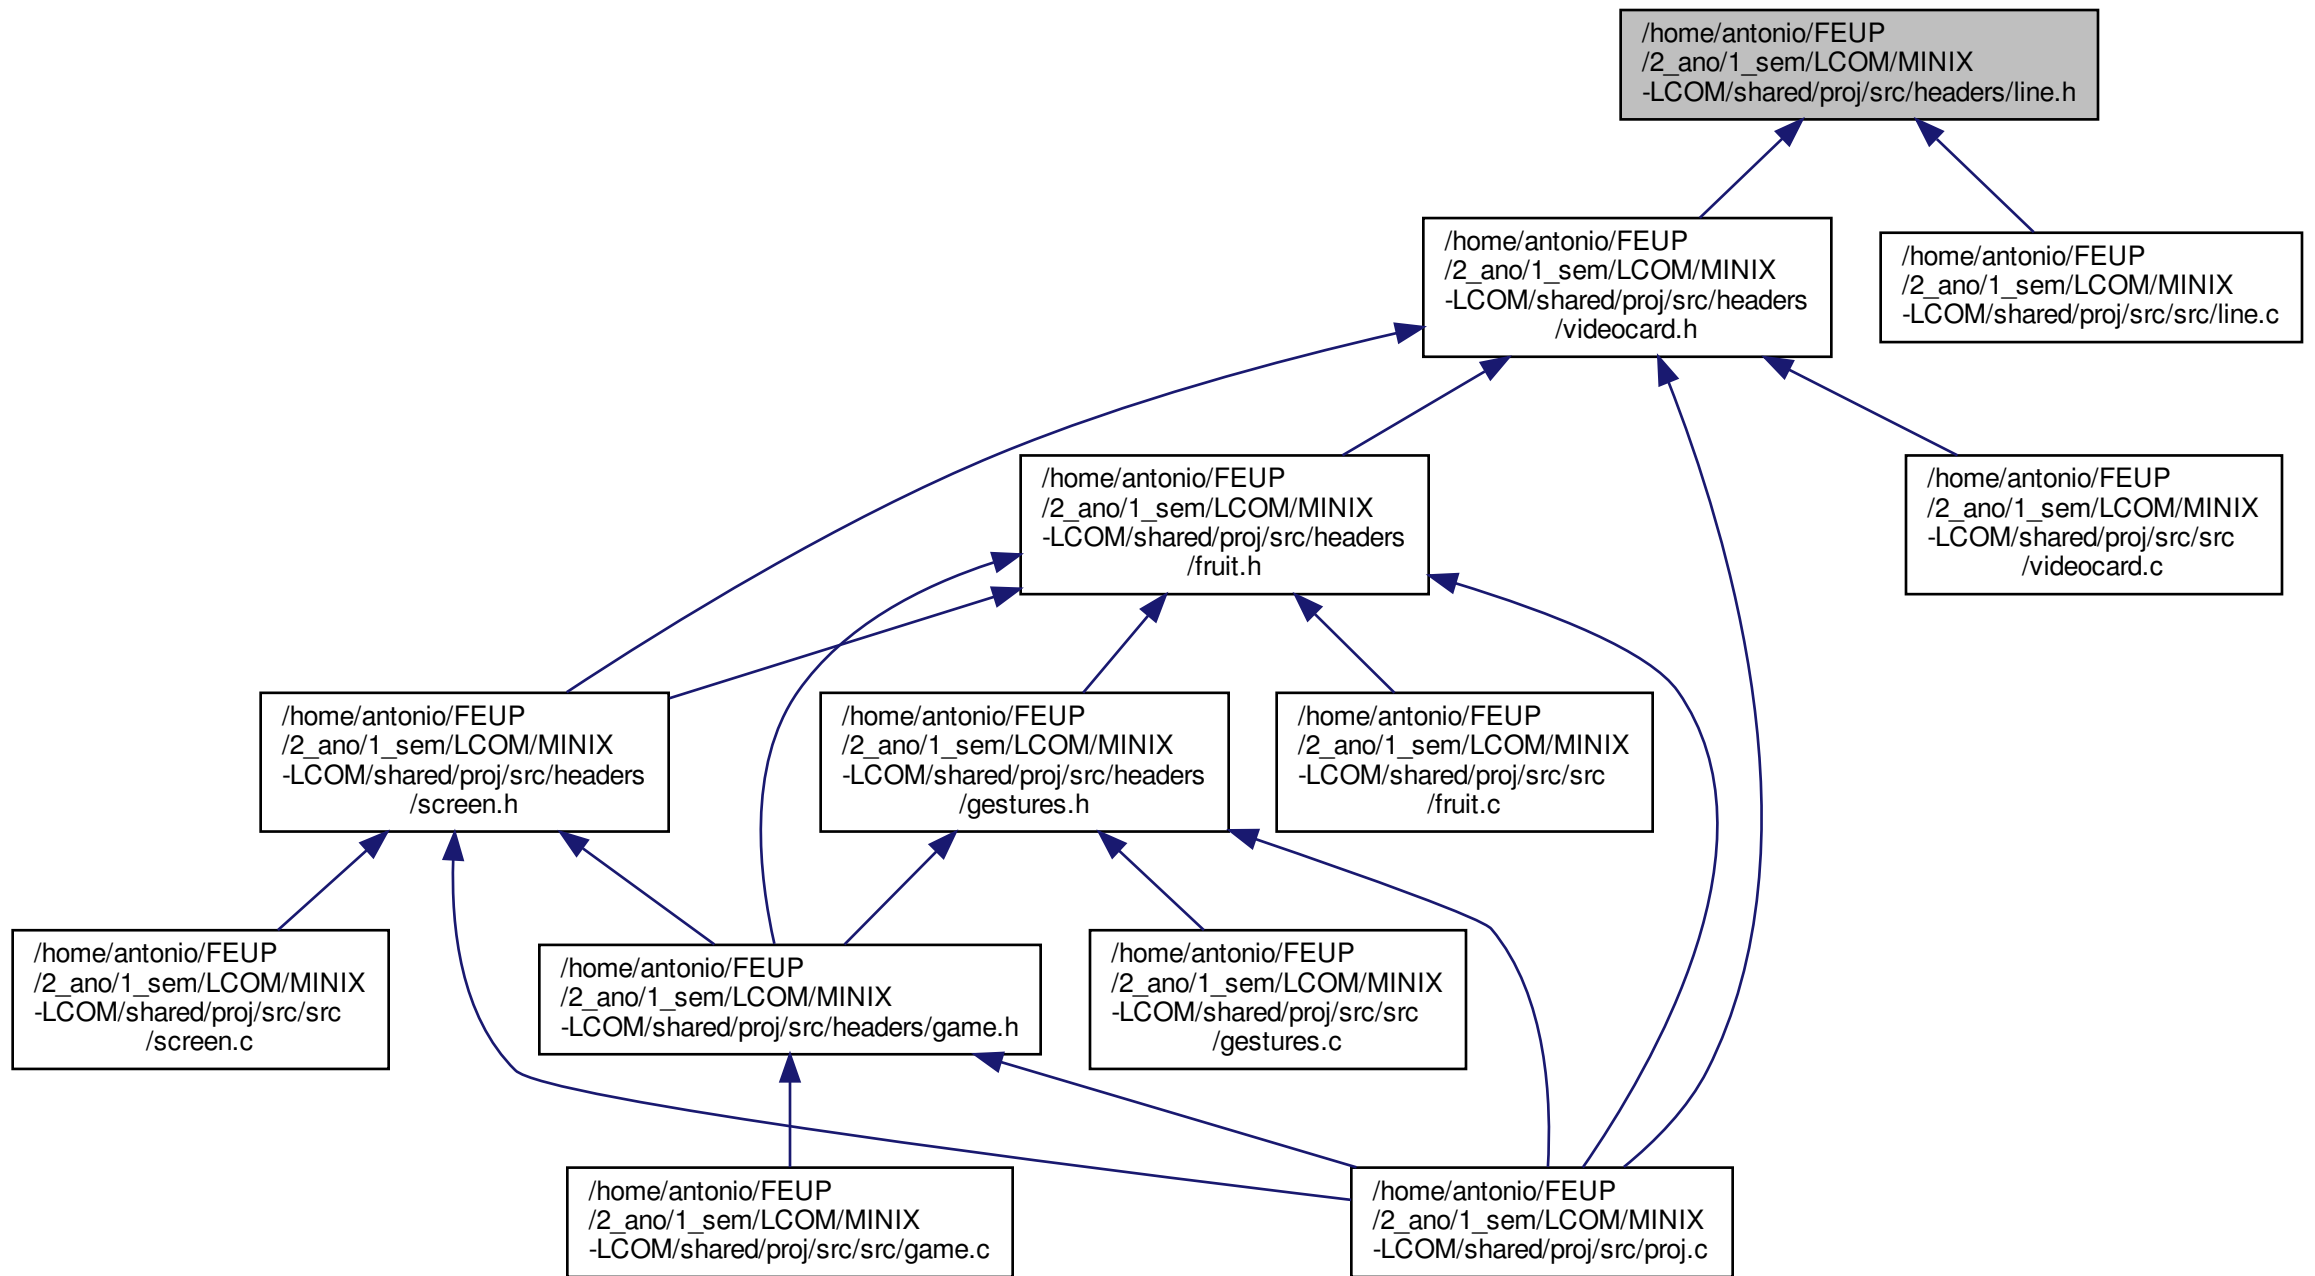 /home/antonio/FEUP
/2_ano/1_sem/LCOM/MINIX
-LCOM/shared/proj/src/headers/line.h
/home/antonio/FEUP
/2_ano/1_sem/LCOM/MINIX
-LCOM/shared/proj/src/headers
/videocard.h
/home/antonio/FEUP
/2_ano/1_sem/LCOM/MINIX
-LCOM/shared/proj/src/src/line.c
/home/antonio/FEUP
/2_ano/1_sem/LCOM/MINIX
-LCOM/shared/proj/src/headers
/fruit.h
/home/antonio/FEUP
/2_ano/1_sem/LCOM/MINIX
-LCOM/shared/proj/src/src
/videocard.c
/home/antonio/FEUP
/2_ano/1_sem/LCOM/MINIX
-LCOM/shared/proj/src/headers
/screen.h
/home/antonio/FEUP
/2_ano/1_sem/LCOM/MINIX
-LCOM/shared/proj/src/headers
/gestures.h
/home/antonio/FEUP
/2_ano/1_sem/LCOM/MINIX
-LCOM/shared/proj/src/src
/fruit.c
/home/antonio/FEUP
/2_ano/1_sem/LCOM/MINIX
-LCOM/shared/proj/src/src
/screen.c
/home/antonio/FEUP
/2_ano/1_sem/LCOM/MINIX
-LCOM/shared/proj/src/headers/game.h
/home/antonio/FEUP
/2_ano/1_sem/LCOM/MINIX
-LCOM/shared/proj/src/src
/gestures.c
/home/antonio/FEUP
/2_ano/1_sem/LCOM/MINIX
-LCOM/shared/proj/src/src/game.c
/home/antonio/FEUP
/2_ano/1_sem/LCOM/MINIX
-LCOM/shared/proj/src/proj.c